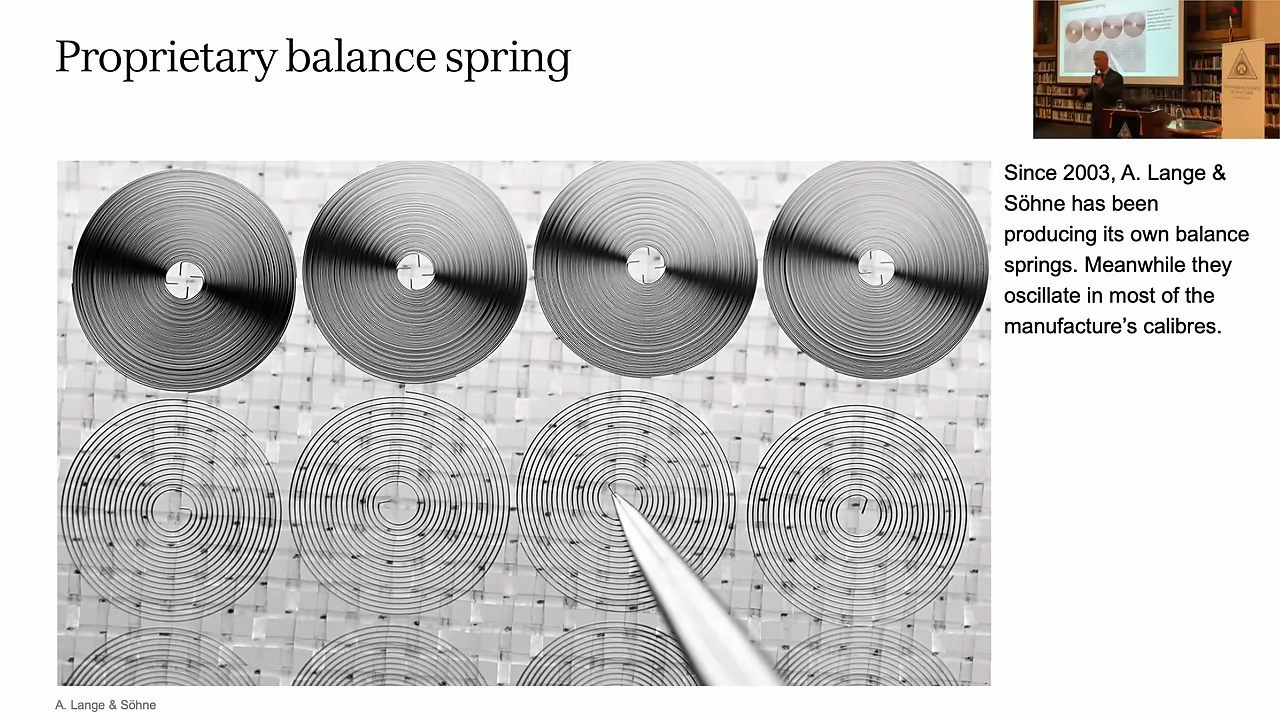 Proprietary balance spring
Since 2003, A. Lange &
Söhne has been
producing its own balance
springs. Meanwhile they
oscillate in most of the
manufacture’s calibres.
A. Lange & Söhne